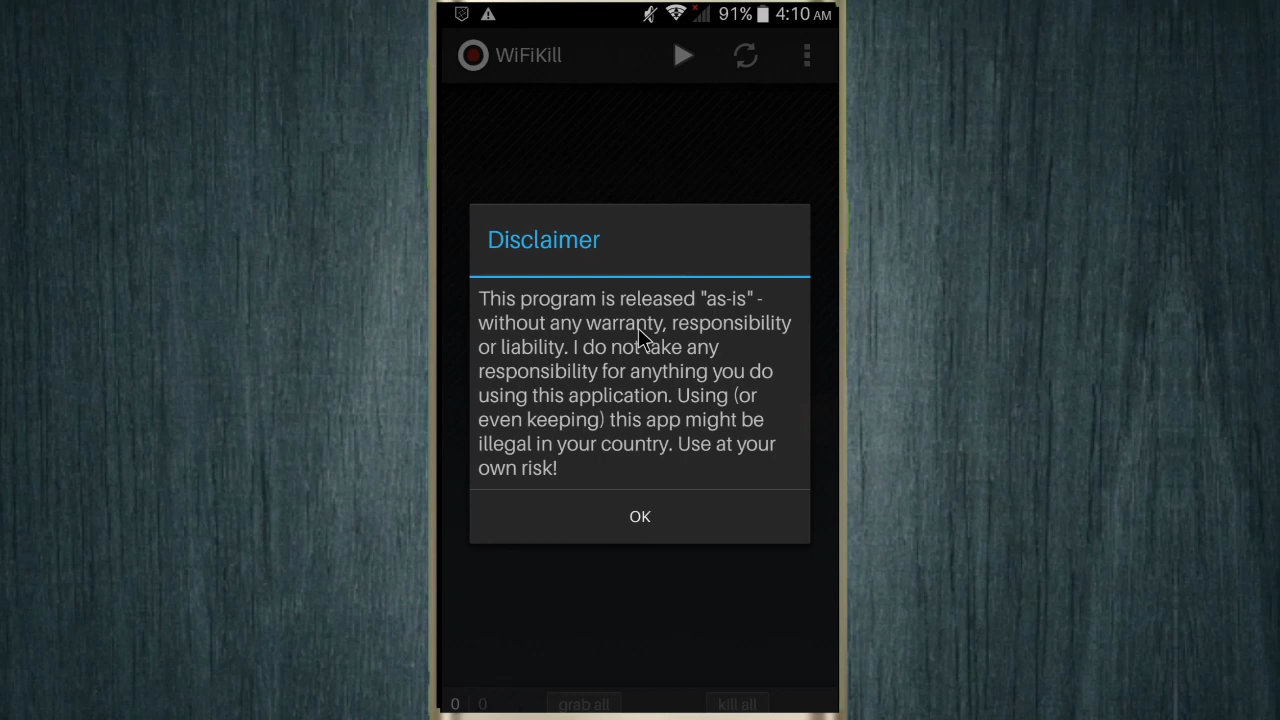 91% 4:10 AM
WiFiKill
Disclaimer
This program is released "as-is" -
without any warranty, responsibility
or liability. I do not take any
responsibility for anything you do
using this application. Using (or
even keeping) this app might be
illegal in your country. Use at your
own risk!
OK
0 0 grab all kill all